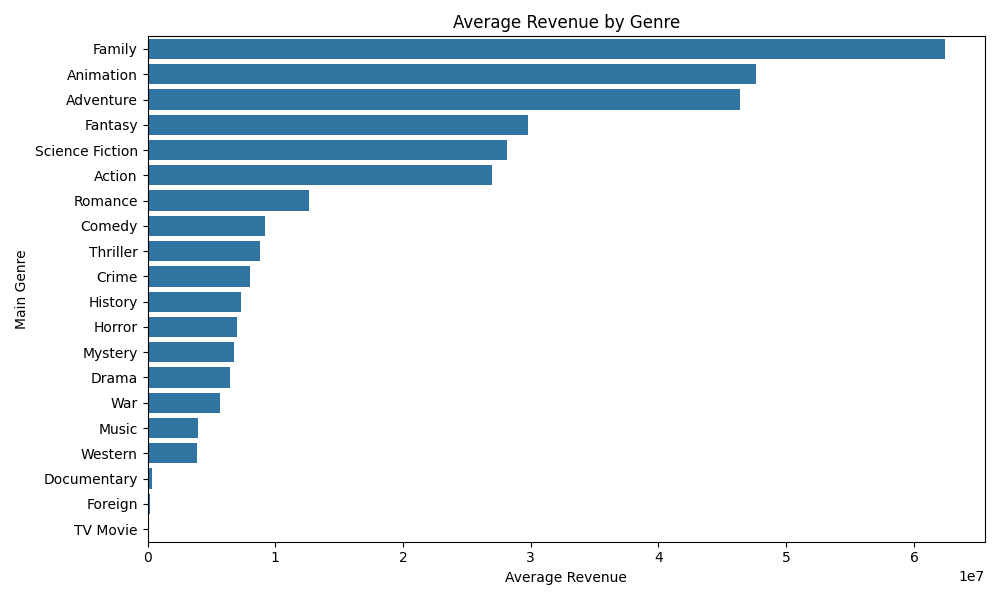 Average Revenue by Genre
Main Genre
Family
Animation
Adventure
Fantasy
Science Fiction
Action
Romance
Comedy
Thriller
Crime
History
Horror
Mystery
Drama
War
Music
Western
Documentary
Foreign
TV Movie
0 1 2 3 4 5 6
1e7
Average Revenue